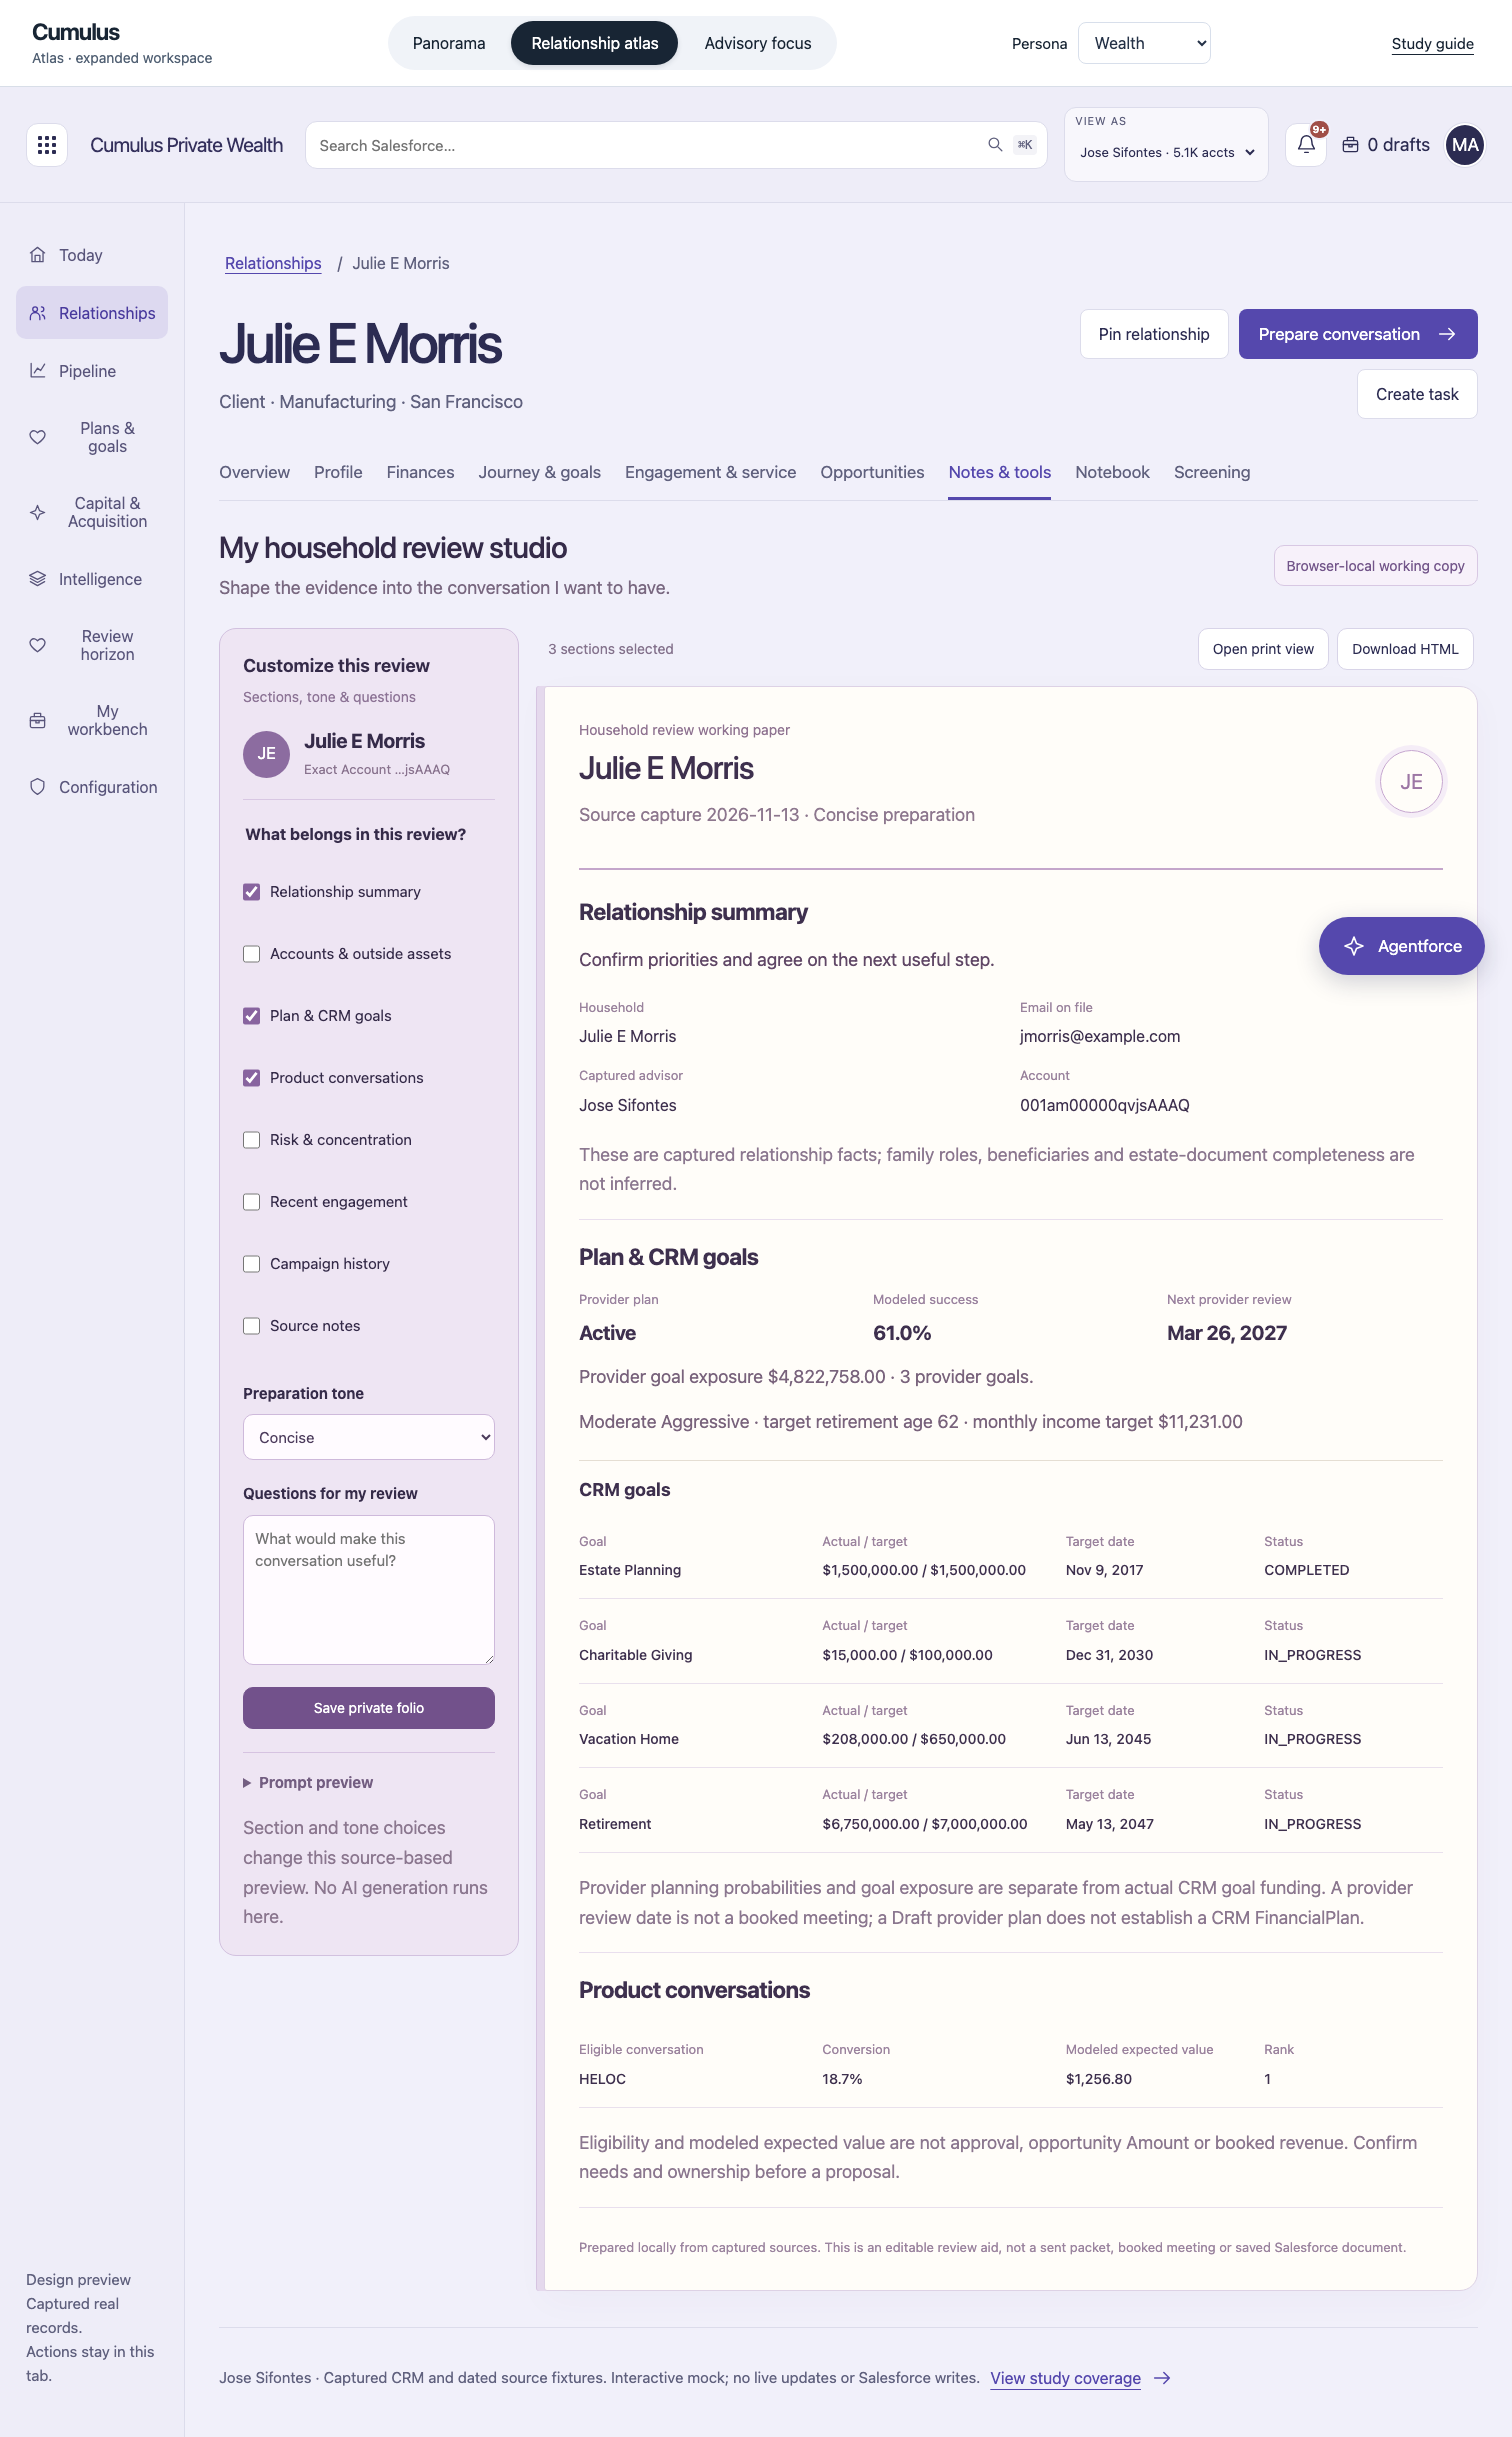 Cumulus
Atlas · expanded workspace
Panorama
Relationship atlas
Advisory focus
Persona
Wealth
Study guide
Cumulus Private Wealth
Search Salesforce...
⌘K
VIEW AS
Jose Sifontes · 5.1K accts
9+
0 drafts
MA
Today
Relationships
Pipeline
Plans &
goals
Capital &
Acquisition
Intelligence
Review
horizon
My
workbench
Configuration
Design preview
Captured real
records.
Actions stay in this
tab.
Relationships / Julie E Morris
Julie E Morris
Client · Manufacturing · San Francisco
Pin relationship
Prepare conversation
Create task
Overview
Profile
Finances
Journey & goals
Engagement & service
Opportunities
Notes & tools
Notebook
Screening
My household review studio
Shape the evidence into the conversation I want to have.
Browser-local working copy
Customize this review
Sections, tone & questions
JE
Julie E Morris
Exact Account ...jsAAAQ
What belongs in this review?
Relationship summary
Accounts & outside assets
Plan & CRM goals
Product conversations
Risk & concentration
Recent engagement
Campaign history
Source notes
Preparation tone
Concise
Questions for my review
What would make this
conversation useful?
Save private folio
Prompt preview
Section and tone choices
change this source-based
preview. No AI generation runs
here.
3 sections selected
Open print view
Download HTML
Household review working paper
Julie E Morris
Source capture 2026-11-13 · Concise preparation
JE
Relationship summary
Confirm priorities and agree on the next useful step.
Agentforce
Household
Email on file
Julie E Morris
jmorris@example.com
Captured advisor
Account
Jose Sifontes
001am00000qvjsAAAQ
These are captured relationship facts; family roles, beneficiaries and estate-document completeness are
not inferred.
Plan & CRM goals
Provider plan
Modeled success
Next provider review
Active
61.0%
Mar 26, 2027
Provider goal exposure $4,822,758.00 · 3 provider goals.
Moderate Aggressive · target retirement age 62 · monthly income target $11,231.00
CRM goals
Goal
Actual / target
Target date
Status
Estate Planning
$1,500,000.00 / $1,500,000.00
Nov 9, 2017
COMPLETED
Goal
Actual / target
Target date
Status
Charitable Giving
$15,000.00 / $100,000.00
Dec 31, 2030
IN_PROGRESS
Goal
Actual / target
Target date
Status
Vacation Home
$208,000.00 / $650,000.00
Jun 13, 2045
IN_PROGRESS
Goal
Actual / target
Target date
Status
Retirement
$6,750,000.00 / $7,000,000.00
May 13, 2047
IN_PROGRESS
Provider planning probabilities and goal exposure are separate from actual CRM goal funding. A provider
review date is not a booked meeting; a Draft provider plan does not establish a CRM FinancialPlan.
Product conversations
Eligible conversation
Conversion
Modeled expected value
Rank
HELOC
18.7%
$1,256.80
1
Eligibility and modeled expected value are not approval, opportunity Amount or booked revenue. Confirm
needs and ownership before a proposal.
Prepared locally from captured sources. This is an editable review aid, not a sent packet, booked meeting or saved Salesforce document.
Jose Sifontes · Captured CRM and dated source fixtures. Interactive mock; no live updates or Salesforce writes. View study coverage